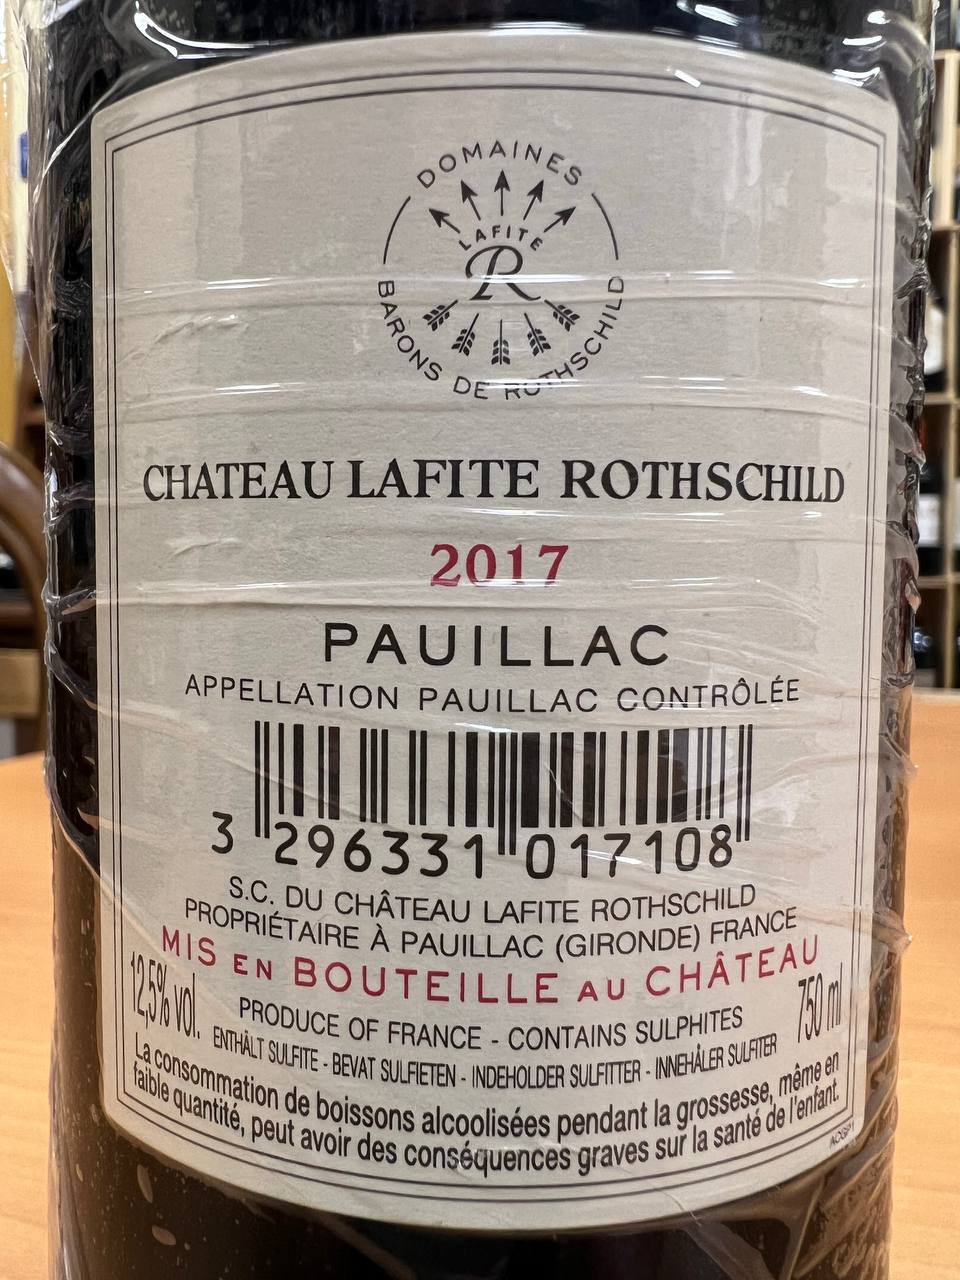 DOMAINES
LAFITE
R
BARONS DE ROTHSCHILD
CHATEAU LAFITE ROTHSCHILD
2017
PAUILLAC
APPELLATION PAUILLAC CONTRÔLÉE
3 296331 017108
S.C. DU CHÂTEAU LAFITE ROTHSCHILD
PROPRIÉTAIRE À PAUILLAC (GIRONDE) FRANCE
MIS EN BOUTEILLE AU CHÂTEAU
12,5% vol.
750 ml
PRODUCE OF FRANCE - CONTAINS SULPHITES
ENTHÄLT SULFITE - BEVAT SULFIETEN - INDEHOLDER SULFITTER - INNEHÅLER SULFITER
La consommation de boissons alcoolisées pendant la grossesse, même en
faible quantité, peut avoir des conséquences graves sur la santé de l'enfant.